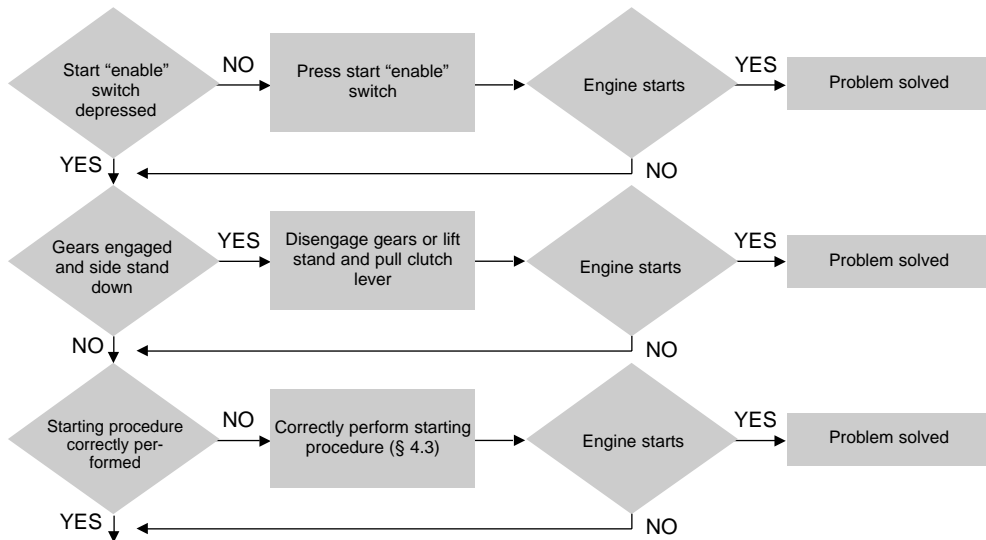 Start “enable”
switch
depressed
NO
Press start “enable”
switch
Engine starts
YES
Problem solved
YES
NO
Gears engaged
and side stand
down
YES
Disengage gears or lift
stand and pull clutch
lever
Engine starts
YES
Problem solved
NO
NO
Starting procedure
correctly per-
formed
NO
Correctly perform starting
procedure (§ 4.3)
Engine starts
YES
Problem solved
YES
NO